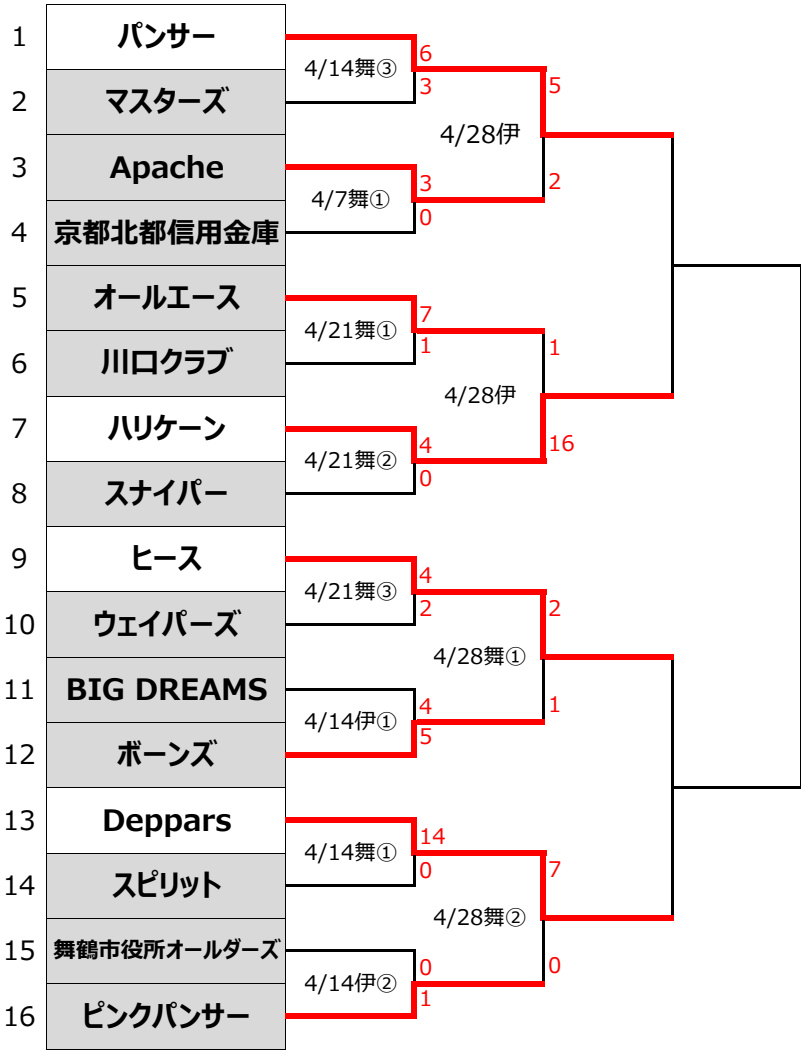 1 パンサー
6
4/14舞③
3
5
2 マスターズ
4/28伊
3 Apache
3
2
4/7舞①
0
4 京都北都信用金庫
5 オールエース
7
4/21舞①
1
1
6 川口クラブ
4/28伊
7 ハリケーン
4
16
4/21舞②
0
8 スナイパー
9 ヒース
4
4/21舞③
2
2
10 ウェイパーズ
4/28舞①
11 BIG DREAMS
4
1
4/14伊①
5
12 ボーンズ
13 Deppars
14
4/14舞①
0
7
14 スピリット
4/28舞②
15 舞鶴市役所オールダーズ
0
0
4/14伊②
1
16 ピンクパンサー